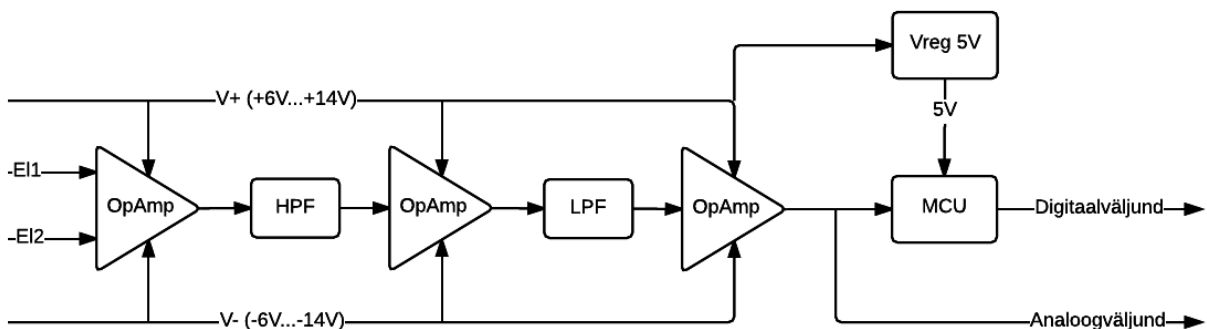 Vreg 5V
V+ (+6V...+14V)
5V
El1
OpAmp
HPF
OpAmp
LPF
OpAmp
MCU
Digitaalväljund
El2
V- (-6V...-14V)
Analoogväljund